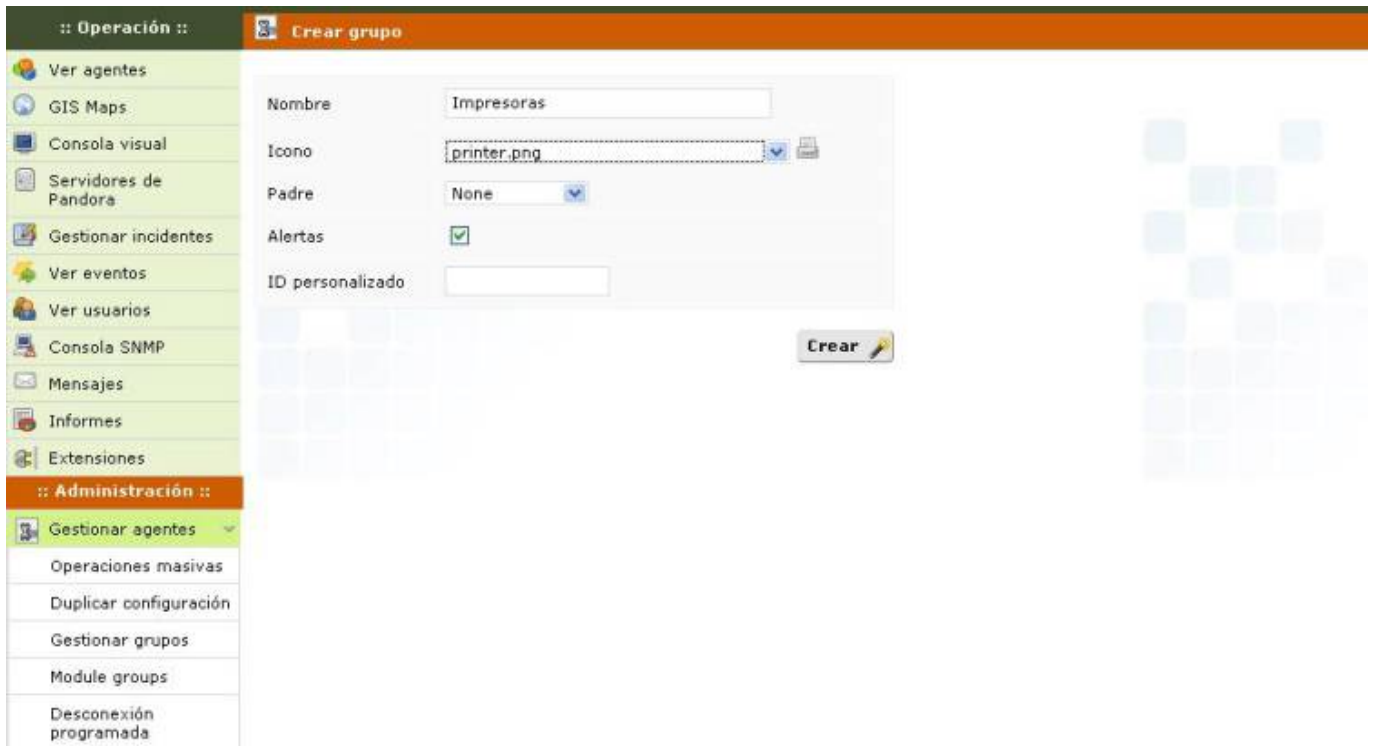 :: Operación ::
Ver agentes
GIS Maps
Consola visual
Servidores de
Pandora
Gestionar incidentes
Ver eventos
Ver usuarios
Consola SNMP
Mensajes
Informes
Extensiones
:: Administración ::
Gestionar agentes
Operaciones masivas
Duplicar configuración
Gestionar grupos
Module groups
Desconexión
programada
Crear grupo
Nombre Impresoras
Icono printer.png
Padre None
Alertas
ID personalizado
Crear